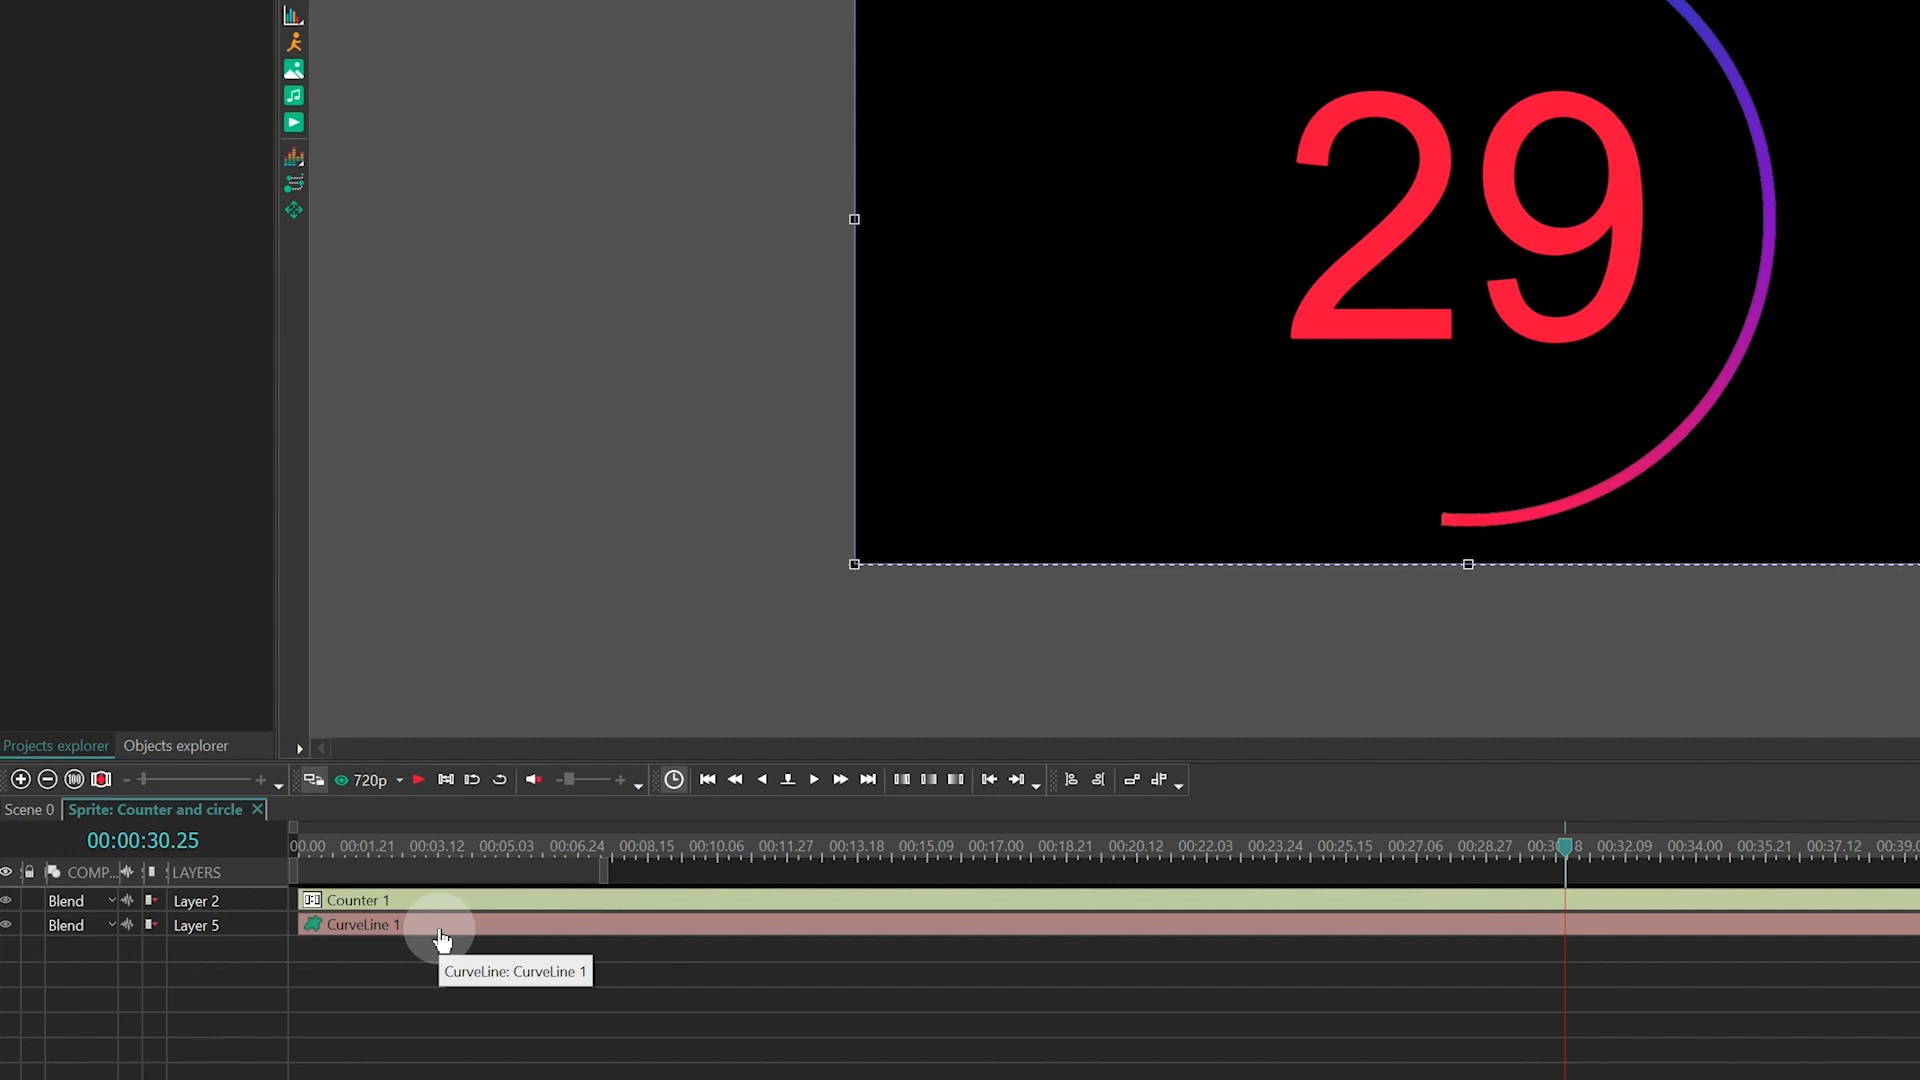 29
Projects explorer
Objects explorer
720p
Scene 0
Sprite: Counter and circle
00:00:30.25
00.00 00:01.21 00:03.12 00:05.03 00:06.24 00:08.15 00:10.06 00:11.27 00:13.18 00:15.09 00:17.00 00:18.21 00:20.12 00:22.03 00:23.24 00:25.15 00:27.06 00:28.27 00:32.09 00:34.00 00:35.21 00:37.12
COMP...
LAYERS
Blend
Layer 2
Counter 1
Blend
Layer 5
CurveLine 1
CurveLine: CurveLine 1